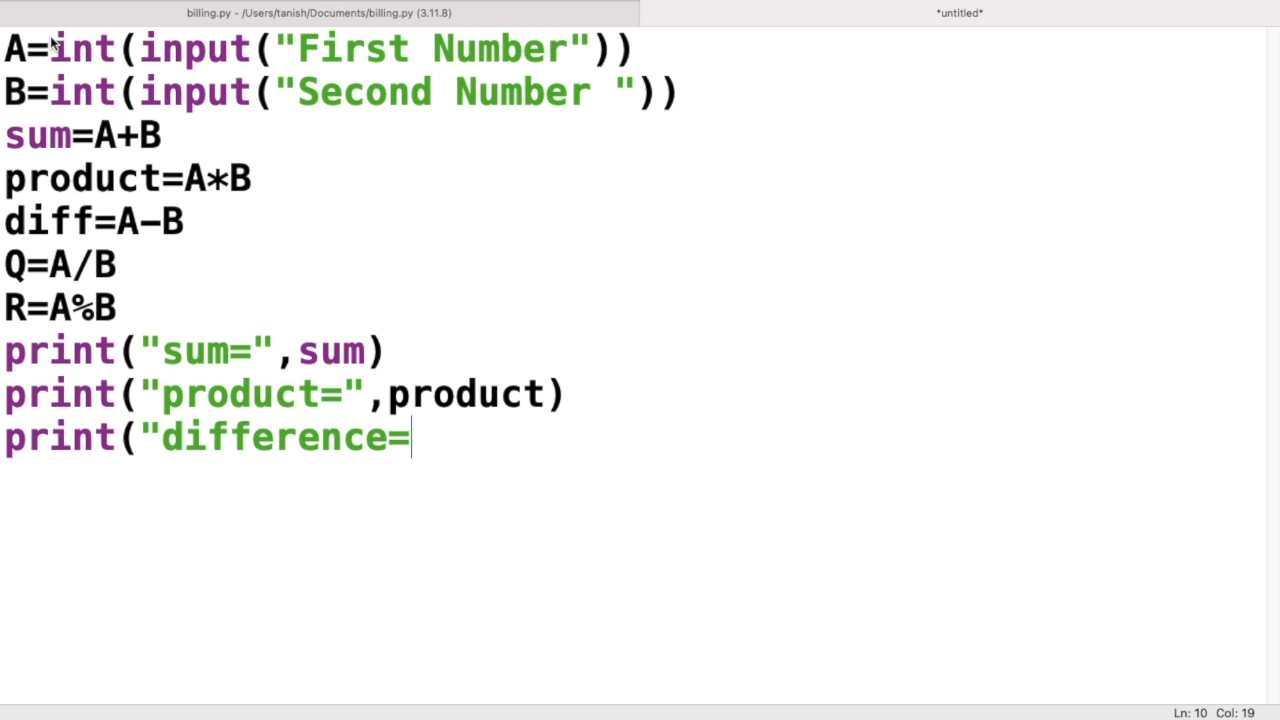 billing.py - /Users/tanish/Documents/billing.py (3.11.8)
*untitled*
A=int(input("First Number"))
B=int(input("Second Number "))
sum=A+B
product=A*B
diff=A-B
Q=A/B
R=A%B
print("sum=",sum)
print("product=",product)
print("difference=
Ln: 10 Col: 19